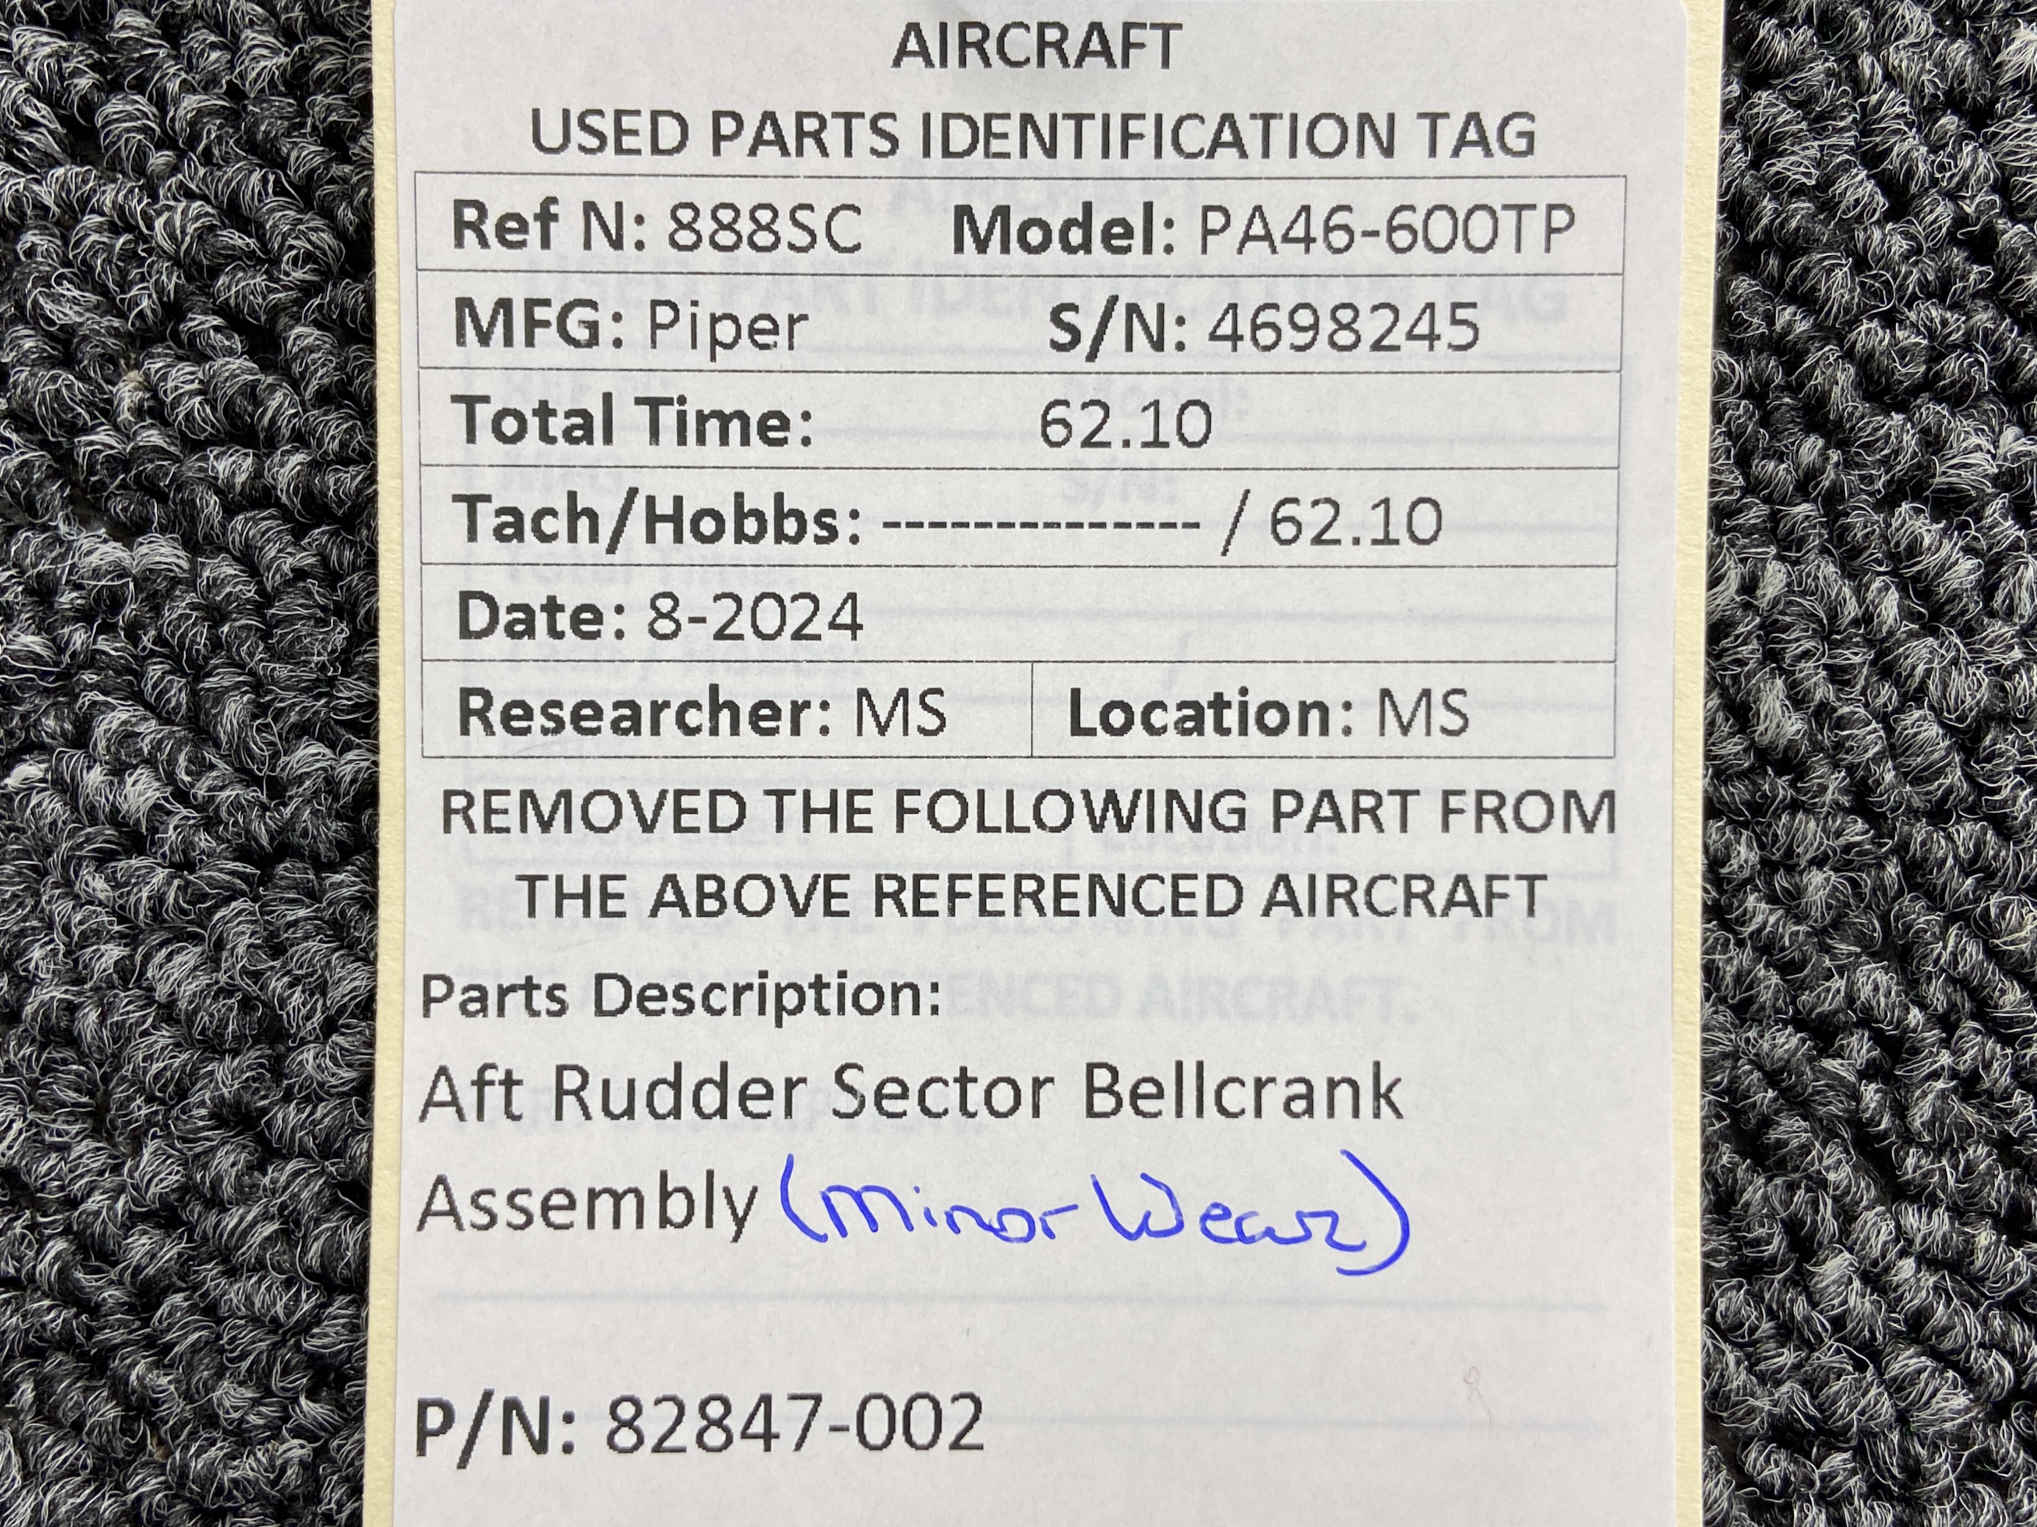 AIRCRAFT
USED PARTS IDENTIFICATION TAG
Ref N: 888SC Model: PA46-600TP
MFG: Piper S/N: 4698245
Total Time: 62.10
Tach/Hobbs: -------------- / 62.10
Date: 8-2024
Researcher: MS Location: MS
REMOVED THE FOLLOWING PART FROM
THE ABOVE REFERENCED AIRCRAFT
Parts Description:
Aft Rudder Sector Bellcrank
Assembly (Minor Wear)
P/N: 82847-002